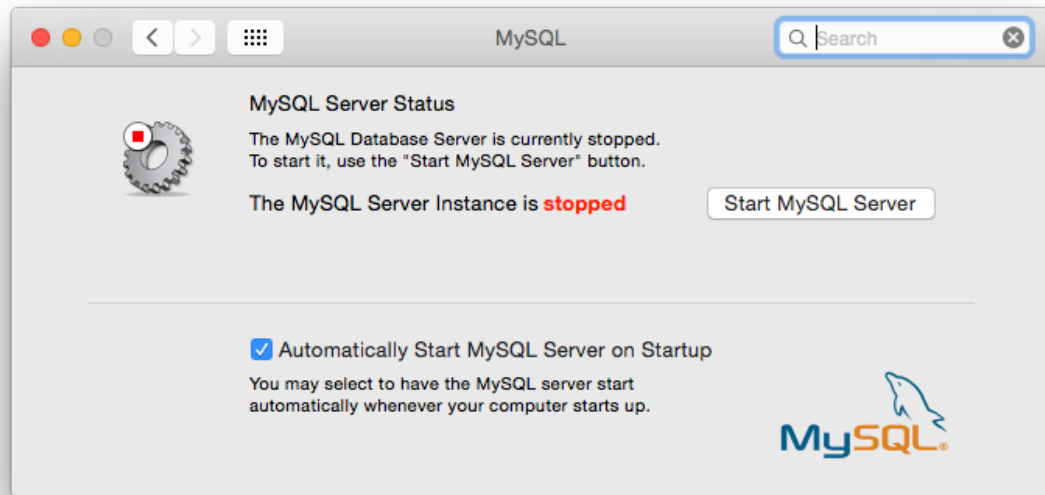 MySQL
Search
MySQL Server Status
The MySQL Database Server is currently stopped.
To start it, use the "Start MySQL Server" button.
The MySQL Server Instance is stopped
Start MySQL Server
Automatically Start MySQL Server on Startup
You may select to have the MySQL server start
automatically whenever your computer starts up.
MySQL®